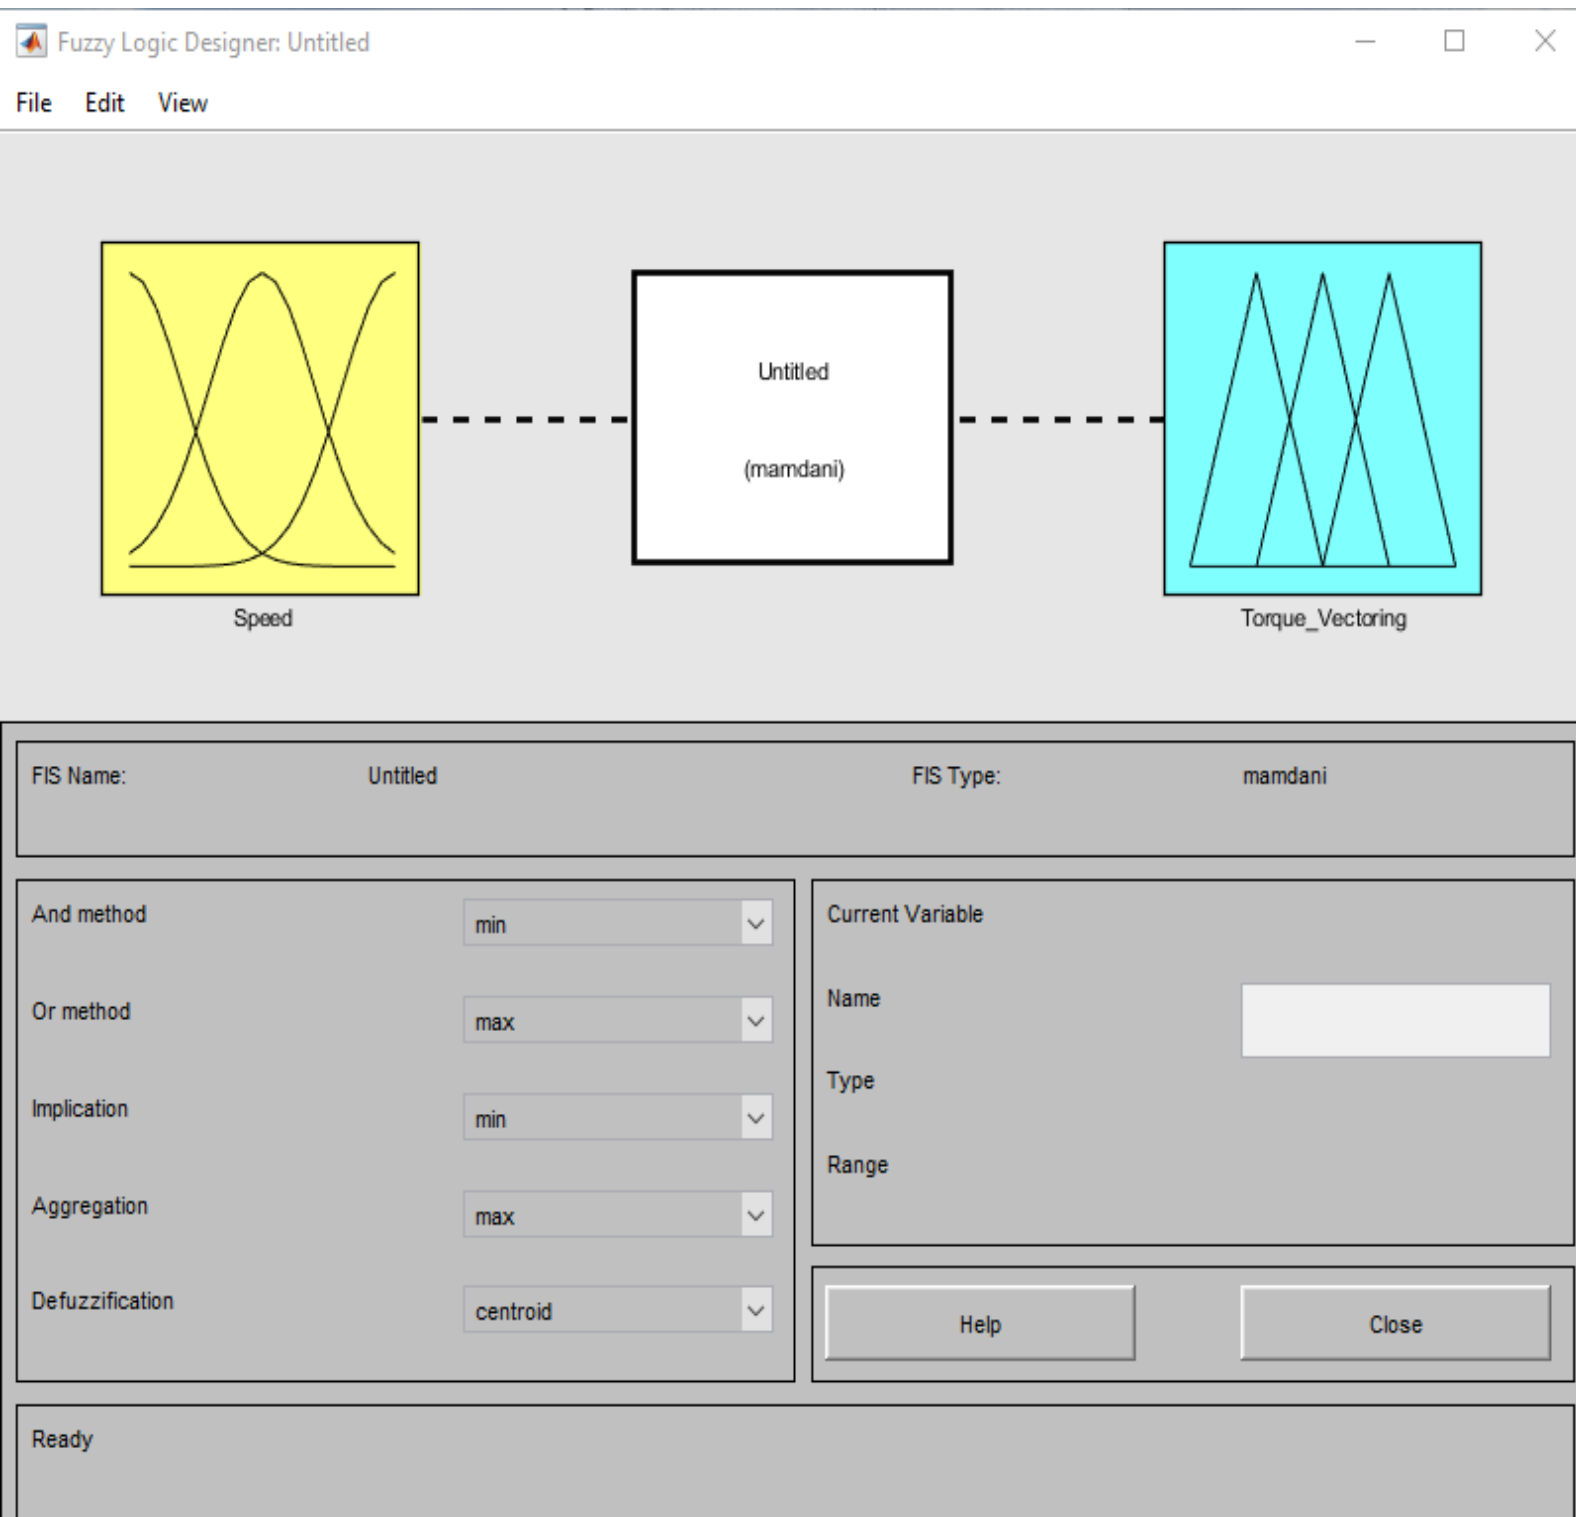 Fuzzy Logic Designer: Untitled
File Edit View
Untitled
(mamdani)
Speed
Torque_Vectoring
FIS Name: Untitled FIS Type: mamdani
And method min
Or method max
Implication min
Aggregation max
Defuzzification centroid
Current Variable
Name
Type
Range
Help Close
Ready